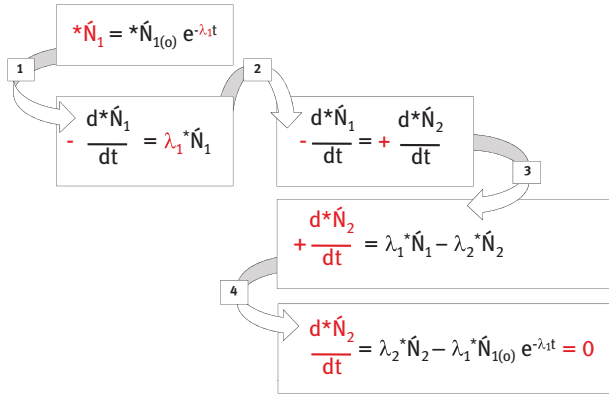 *Ń₁ = *Ń₁₍ₒ₎ e^-λ₁t
1
2
- d*Ń₁/dt = λ₁*Ń₁
- d*Ń₁/dt = + d*Ń₂/dt
3
+ d*Ń₂/dt = λ₁*Ń₁ – λ₂*Ń₂
4
d*Ń₂/dt = λ₂*Ń₂ – λ₁*Ń₁₍ₒ₎ e^-λ₁t = 0